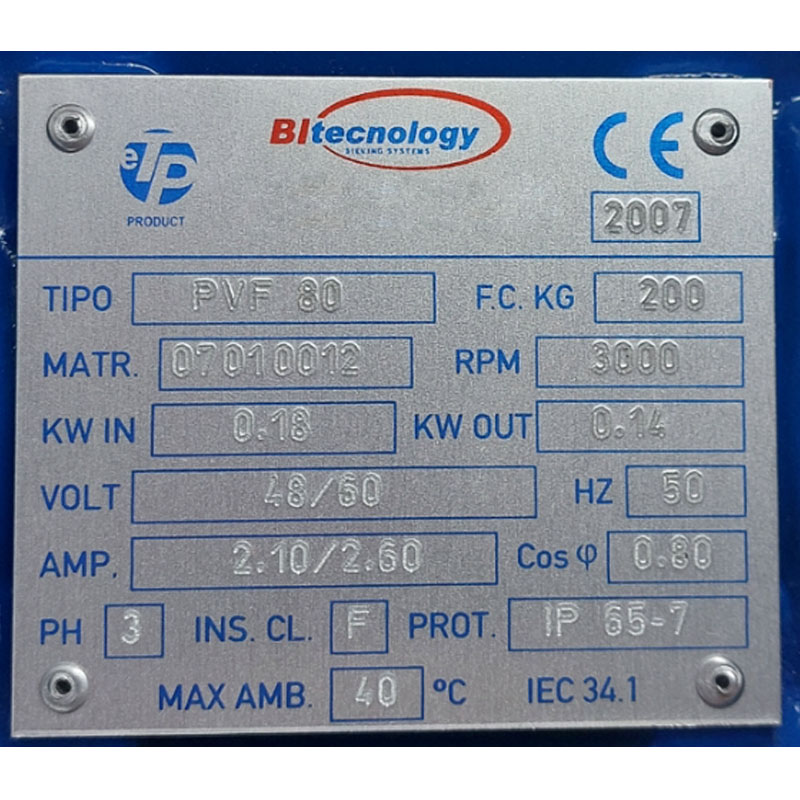 eTP
PRODUCT
BItecnology
SIEVING SYSTEMS
CE
2007
TIPO PVF 80 F.C. KG 200
MATR. 07010012 RPM 3000
KW IN 0.18 KW OUT 0.14
VOLT 48/60 HZ 50
AMP. 2.10/2.60 Cos φ 0.80
PH 3 INS. CL. F PROT. IP 65-7
MAX AMB. 40 ºC IEC 34.1